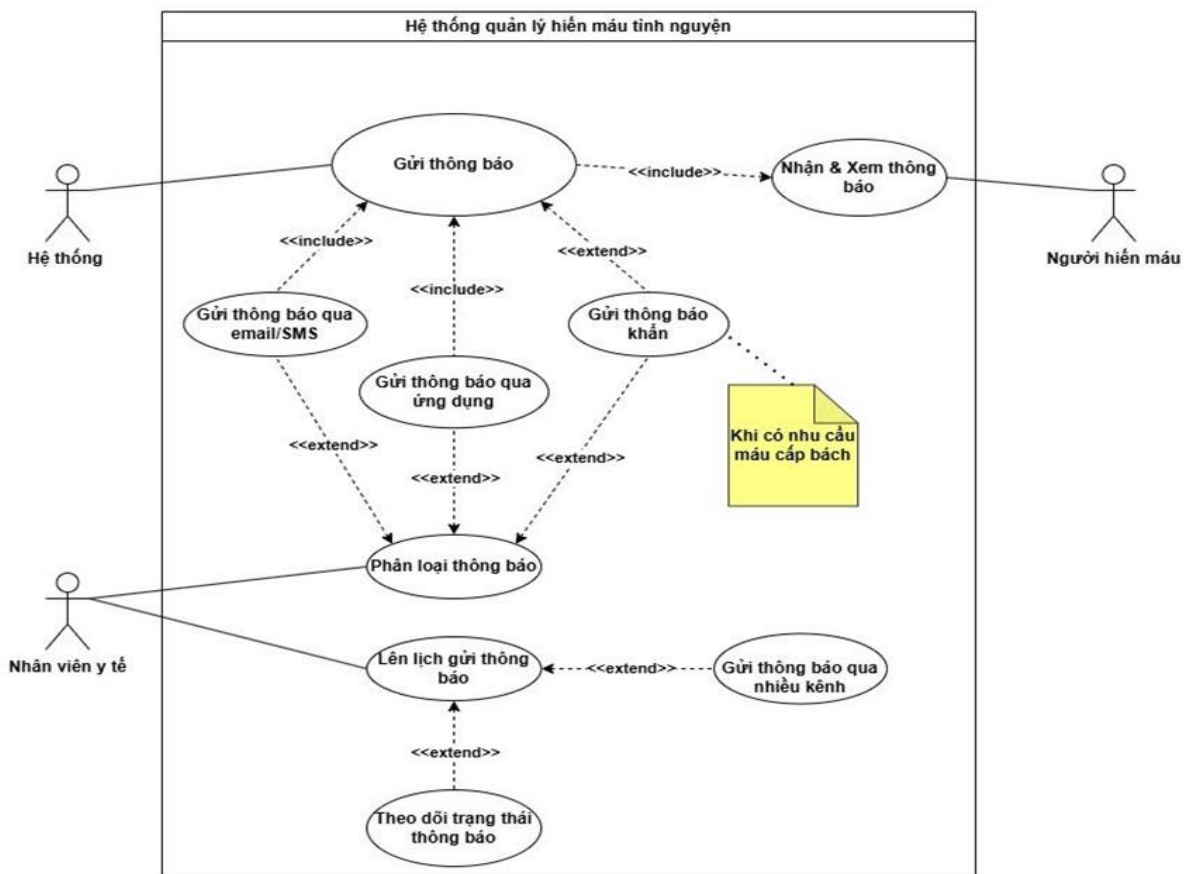 Hệ thống quản lý hiến máu tình nguyện
Gửi thông báo
<<include>>
Nhận & Xem thông
báo
Hệ thống
Người hiến máu
<<include>>
<<extend>>
<<include>>
Gửi thông báo qua
email/SMS
Gửi thông báo
khẩn
Gửi thông báo qua
ứng dụng
Khi có nhu cầu
máu cấp bách
<<extend>>
<<extend>>
<<extend>>
Phân loại thông báo
Nhân viên y tế
Lên lịch gửi thông
báo
<<extend>>
Gửi thông báo qua
nhiều kênh
<<extend>>
Theo dõi trạng thái
thông báo